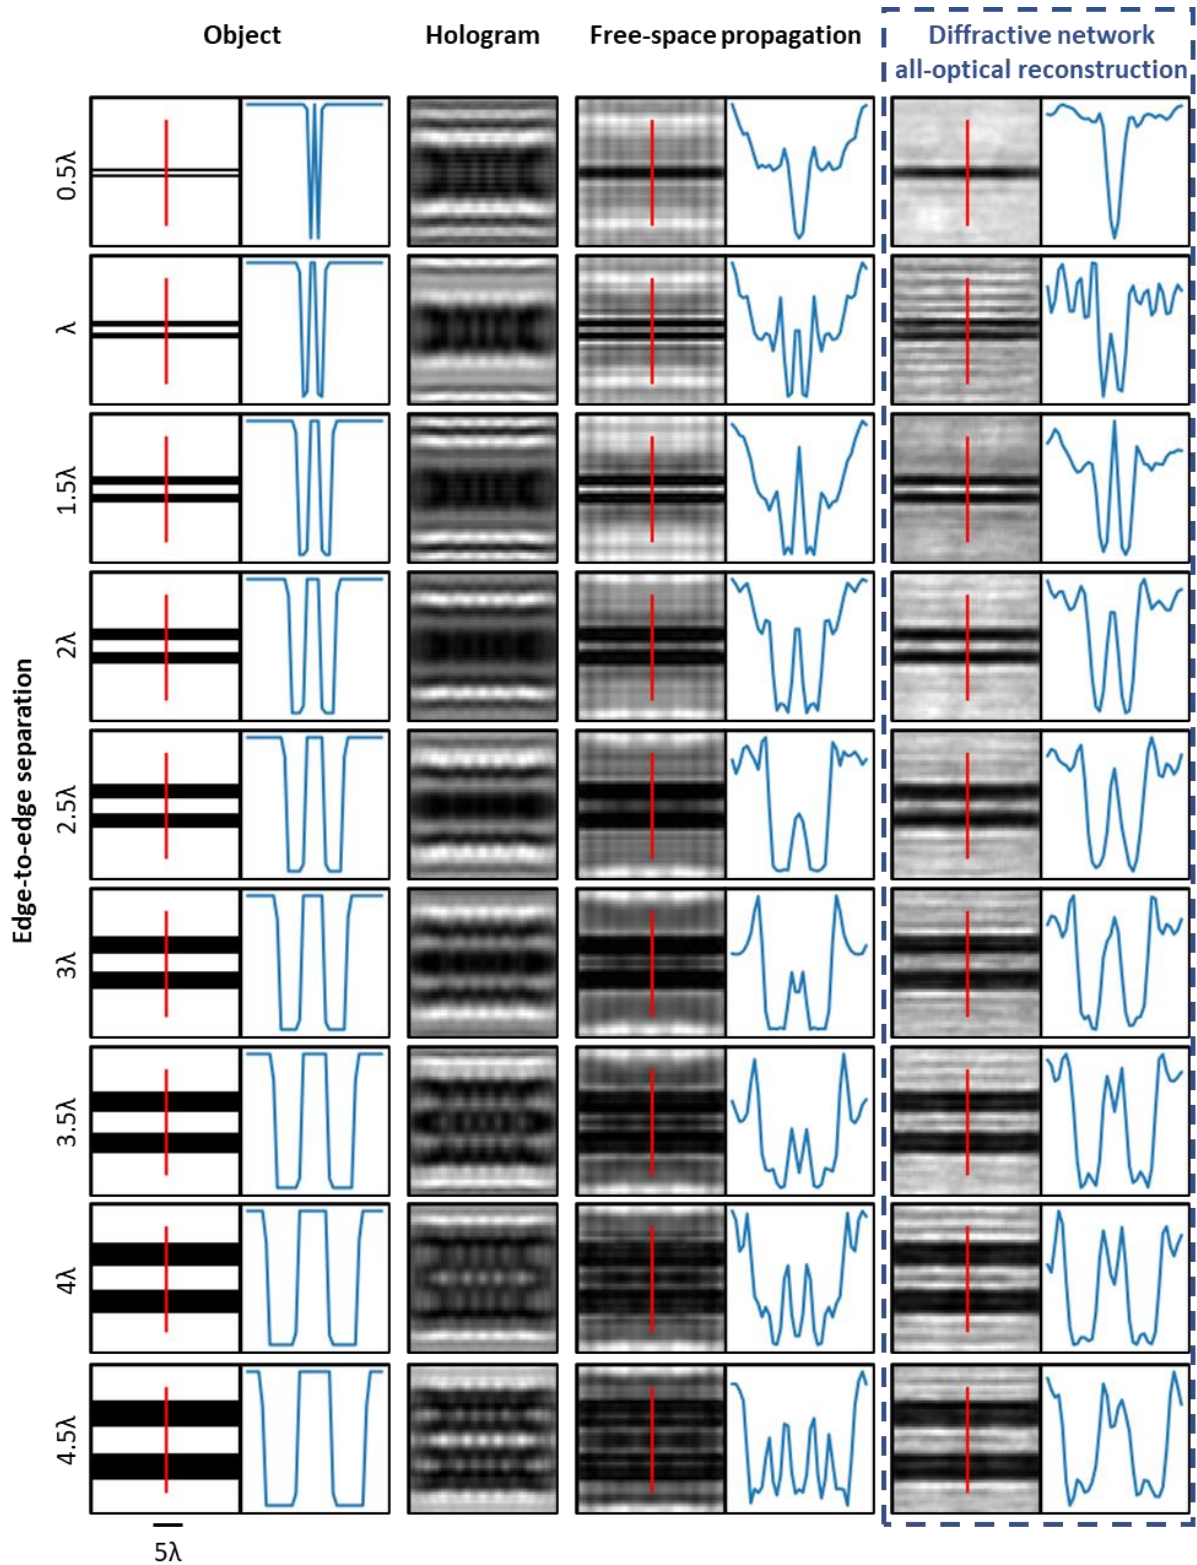 Object
Hologram
Free-space propagation
Diffractive network
all-optical reconstruction
Edge-to-edge separation
0.5λ
λ
1.5λ
2λ
2.5λ
3λ
3.5λ
4λ
4.5λ
5λ